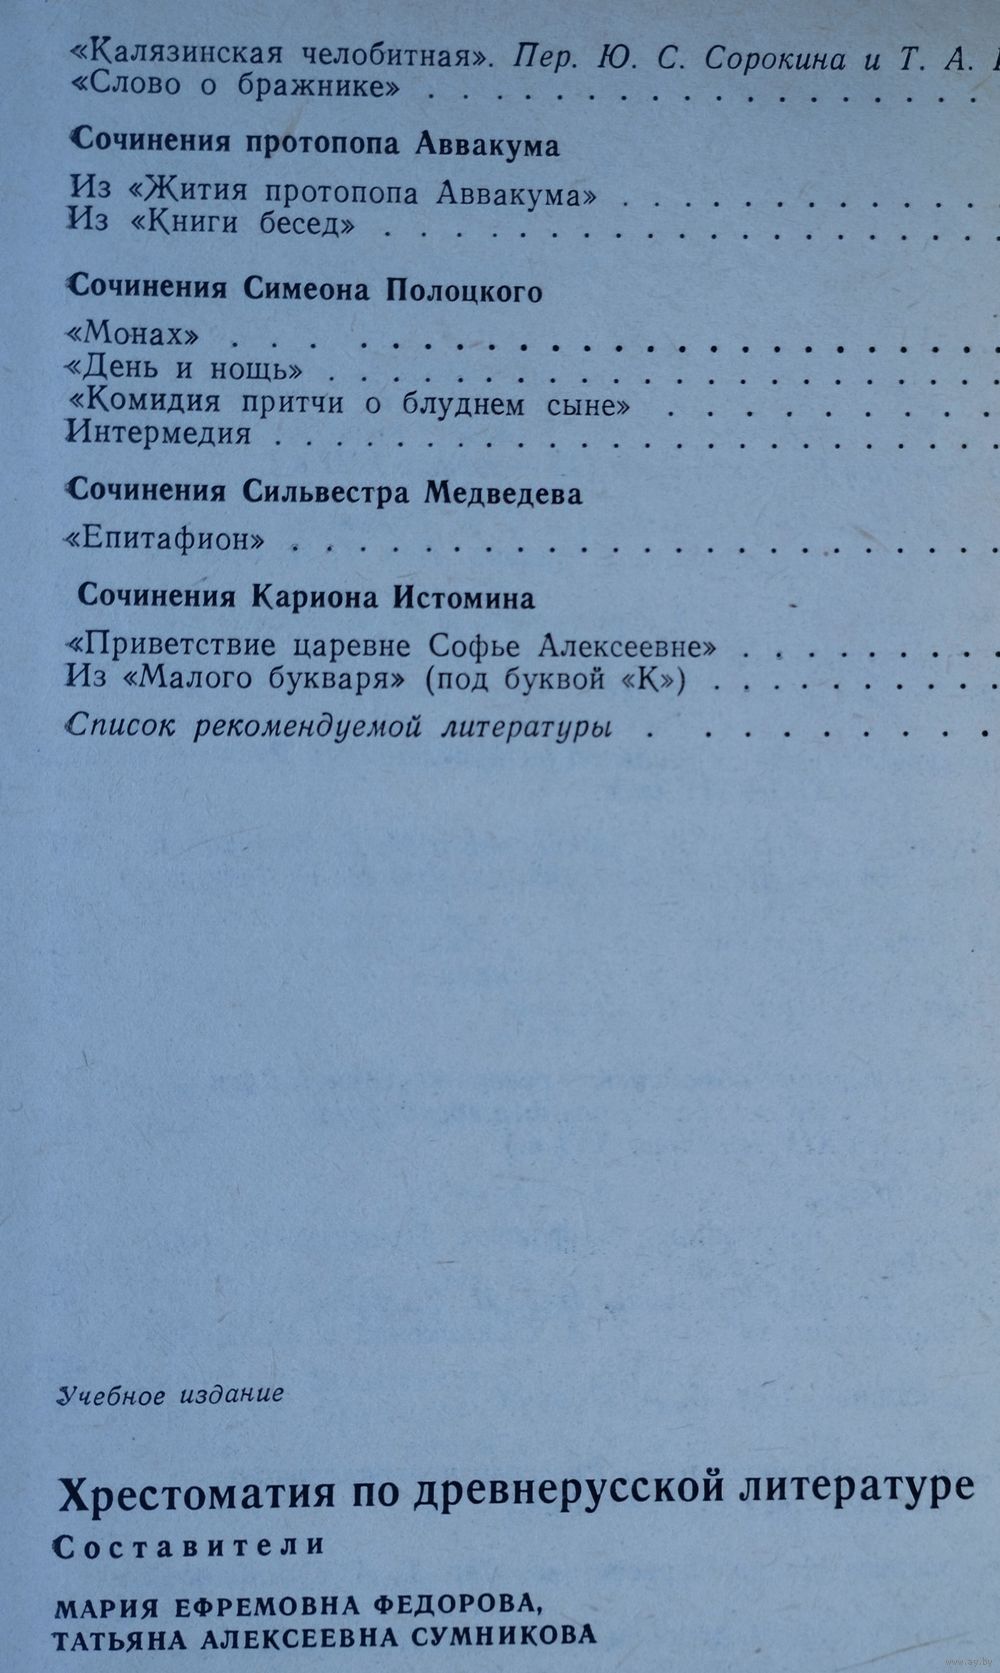 «Калязинская челобитная». Пер. Ю. С. Сорокина и Т. А.
«Слово о бражнике» . . . . . . . . . . . . . . . . . .
Сочинения протопопа Аввакума
Из «Жития протопопа Аввакума» . . . . . . . . . . . .
Из «Книги бесед» . . . . . . . . . . . . . . . . . .
Сочинения Симеона Полоцкого
«Монах» . . . . . . . . . . . . . . . . . . . . . .
«День и нощь» . . . . . . . . . . . . . . . . . . . . .
«Комидия притчи о блуднем сыне» . . . . . . . . . .
Интермедия . . . . . . . . . . . . . . . . . . . . . .
Сочинения Сильвестра Медведева
«Епитафион» . . . . . . . . . . . . . . . . . . . . . .
Сочинения Кариона Истомина
«Приветствие царевне Софье Алексеевне» . . . . . . . .
Из «Малого букваря» (под буквой «К») . . . . . . . . .
Список рекомендуемой литературы . . . . . . . . . .
Учебное издание
Хрестоматия по древнерусской литературе
Составители
МАРИЯ ЕФРЕМОВНА ФЕДОРОВА,
ТАТЬЯНА АЛЕКСЕЕВНА СУМНИКОВА
www.ay.by